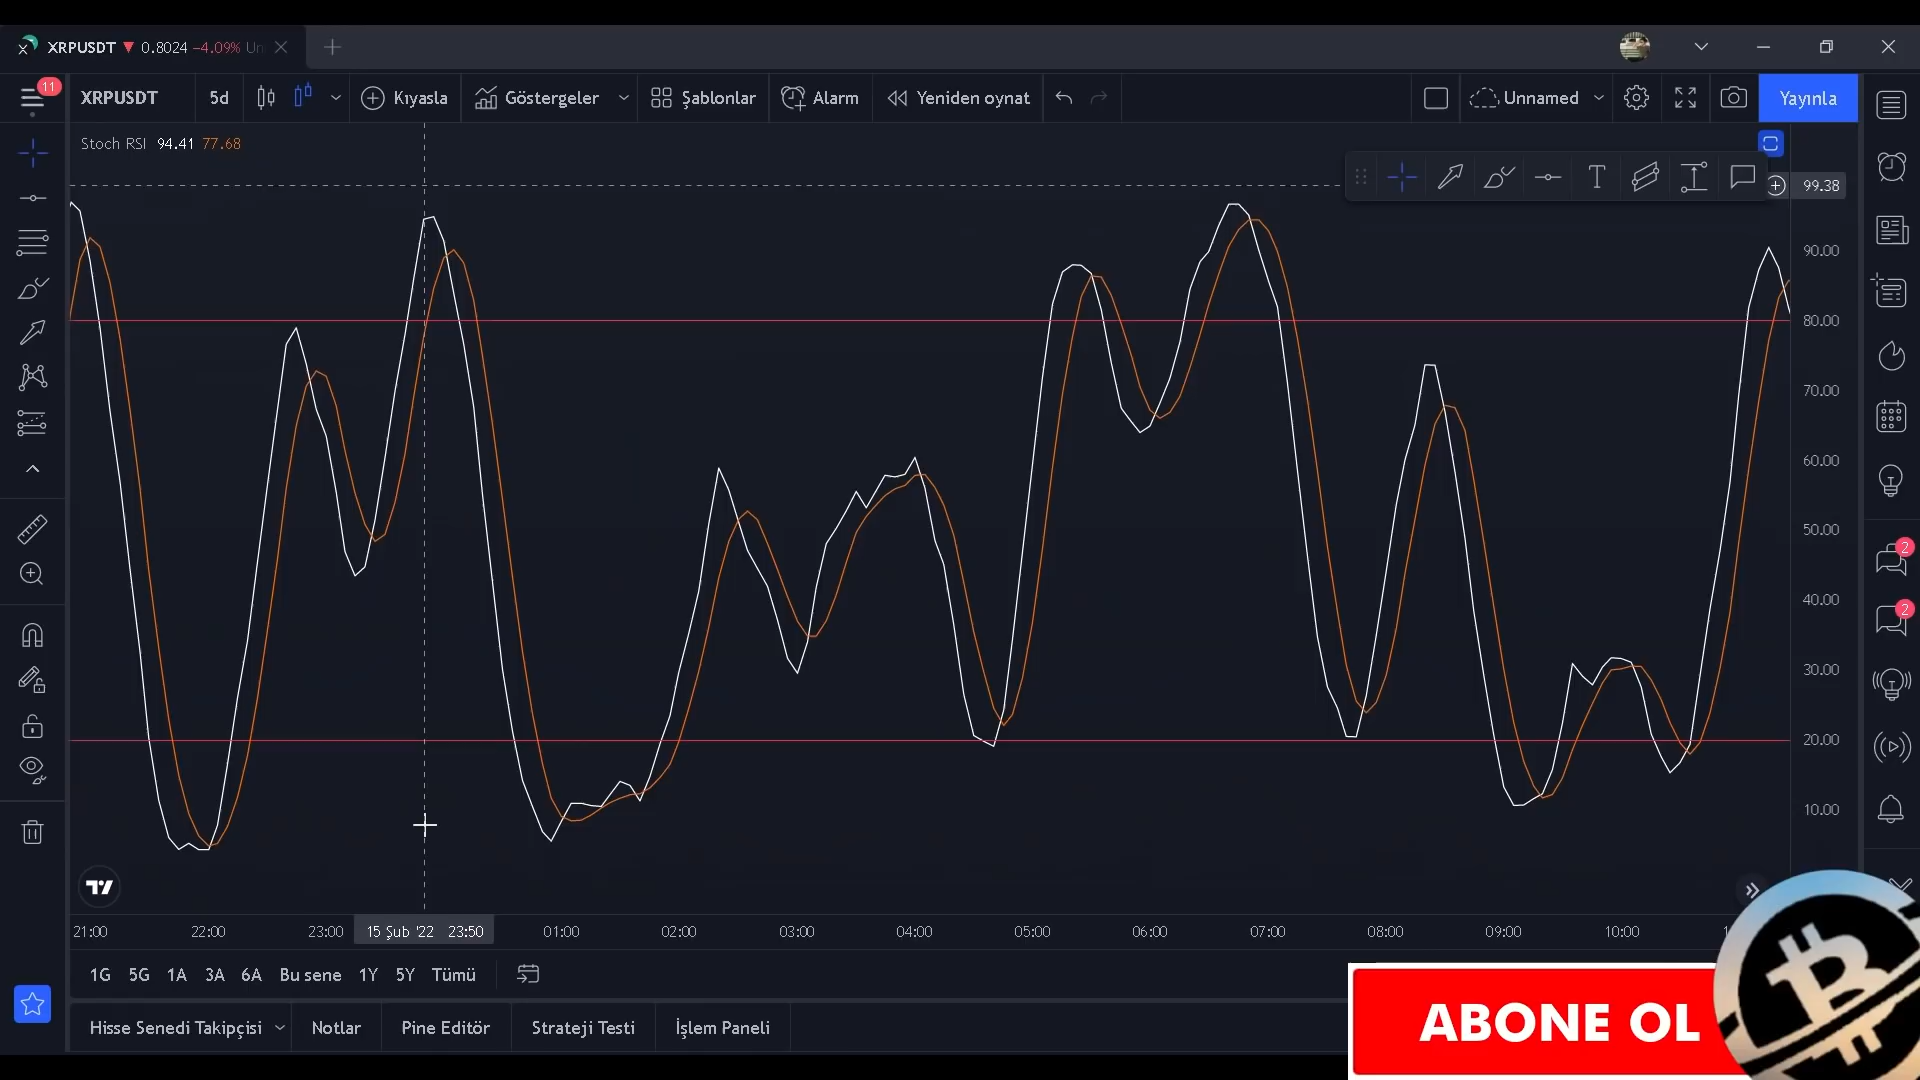 XRPUSDT ▼ 0.8024 −4.09% Un
11
XRPUSDT 5d Kıyasla Göstergeler Şablonlar Alarm Yeniden oynat Unnamed Yayınla
Stoch RSI 94.41 77.68
99.38
90.00
80.00
70.00
60.00
50.00
40.00
30.00
20.00
10.00
2
2
21:00 22:00 23:00 15 Şub '22 23:50 01:00 02:00 03:00 04:00 05:00 06:00 07:00 08:00 09:00 10:00
1G 5G 1A 3A 6A Bu sene 1Y 5Y Tümü
Hisse Senedi Takipçisi Notlar Pine Editör Strateji Testi İşlem Paneli
ABONE OL